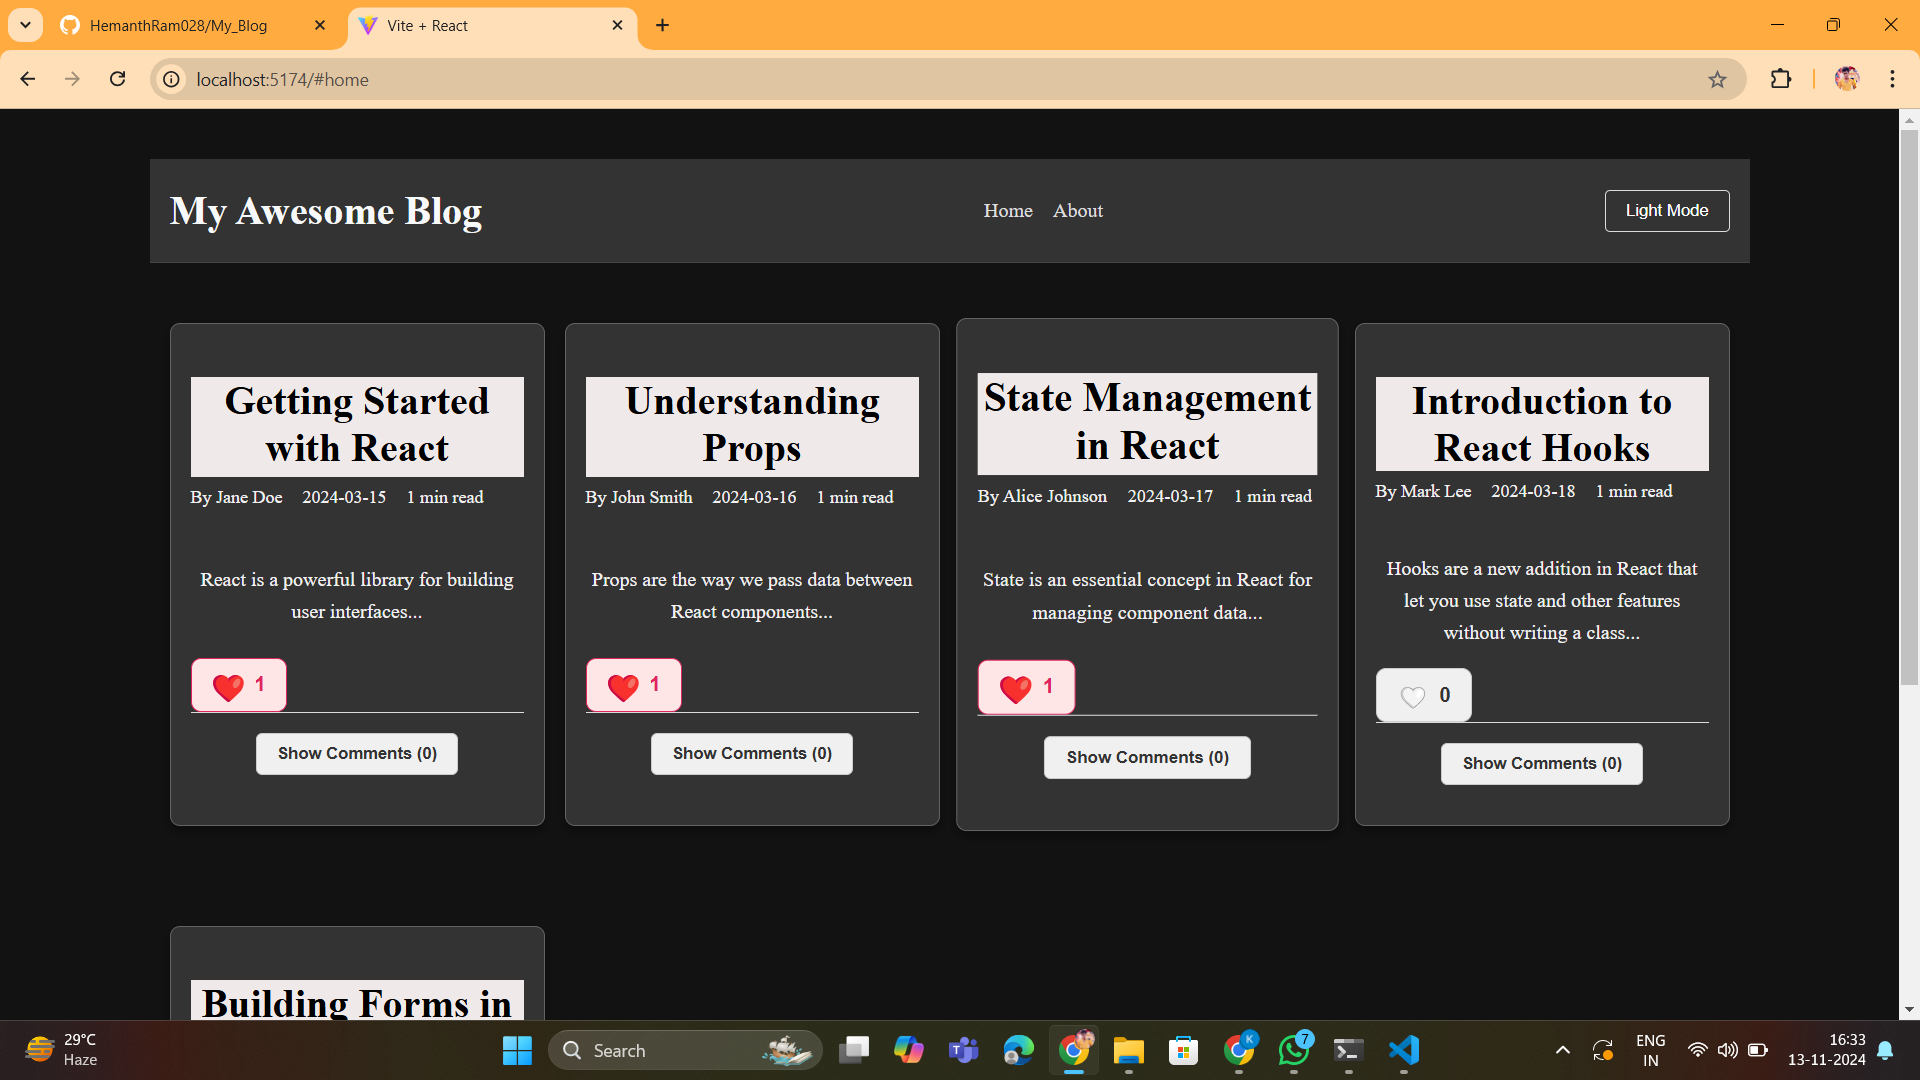 HemanthRam028/My_Blog
Vite + React
localhost:5174/#home
My Awesome Blog
Home About
Light Mode
Getting Started
with React
By Jane Doe 2024-03-15 1 min read
React is a powerful library for building
user interfaces...
1
Show Comments (0)
Understanding
Props
By John Smith 2024-03-16 1 min read
Props are the way we pass data between
React components...
1
Show Comments (0)
State Management
in React
By Alice Johnson 2024-03-17 1 min read
State is an essential concept in React for
managing component data...
1
Show Comments (0)
Introduction to
React Hooks
By Mark Lee 2024-03-18 1 min read
Hooks are a new addition in React that
let you use state and other features
without writing a class...
0
Show Comments (0)
Building Forms in
29°C
Haze
Search
K
7
ENG
IN
16:33
13-11-2024